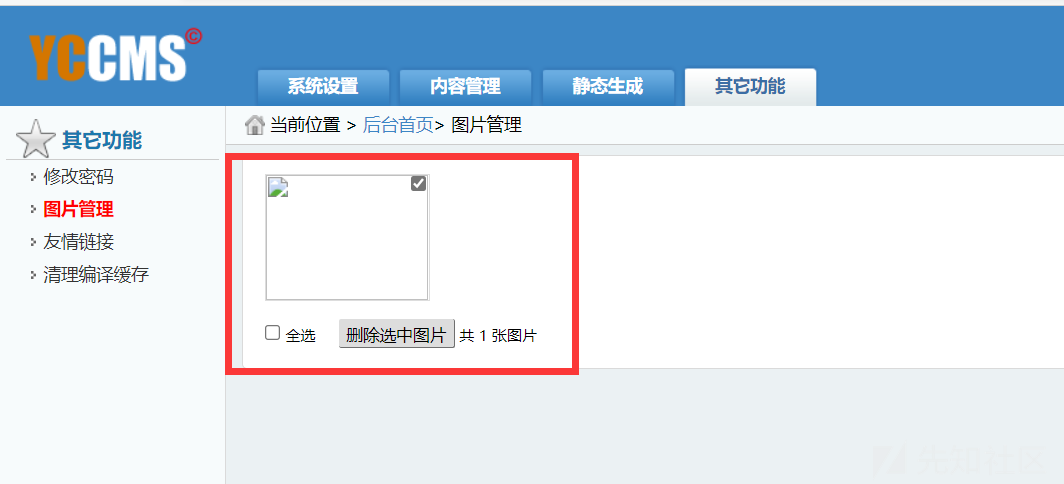 YCCMS©
系统设置 内容管理 静态生成 其它功能
其它功能
当前位置 > 后台首页> 图片管理
修改密码
图片管理
友情链接
清理编译缓存
全选 删除选中图片 共 1 张图片